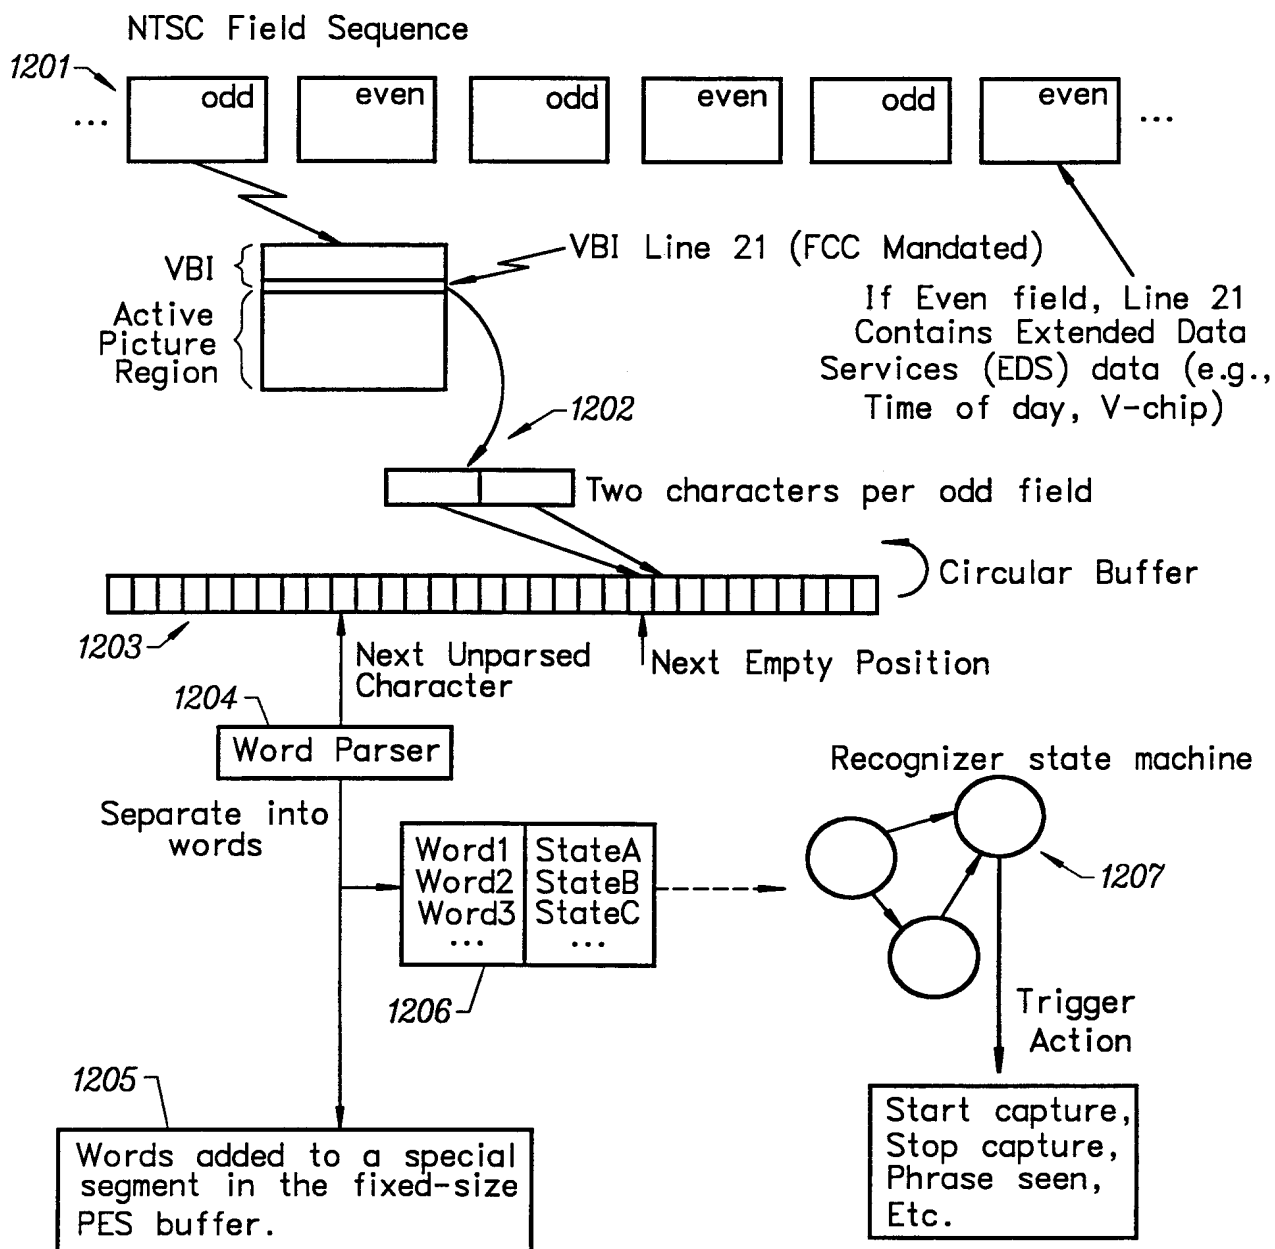 NTSC Field Sequence
1201
... odd even odd even odd even ...
VBI
VBI Line 21 (FCC Mandated)
Active
Picture
Region
If Even field, Line 21
Contains Extended Data
Services (EDS) data (e.g.,
Time of day, V-chip)
1202
Two characters per odd field
Circular Buffer
1203
Next Unparsed
Character
Next Empty Position
1204
Word Parser
Separate into
words
Recognizer state machine
Word1 StateA
Word2 StateB
Word3 StateC
... ...
1206
1207
Trigger
Action
1205
Words added to a special
segment in the fixed-size
PES buffer.
Start capture,
Stop capture,
Phrase seen,
Etc.